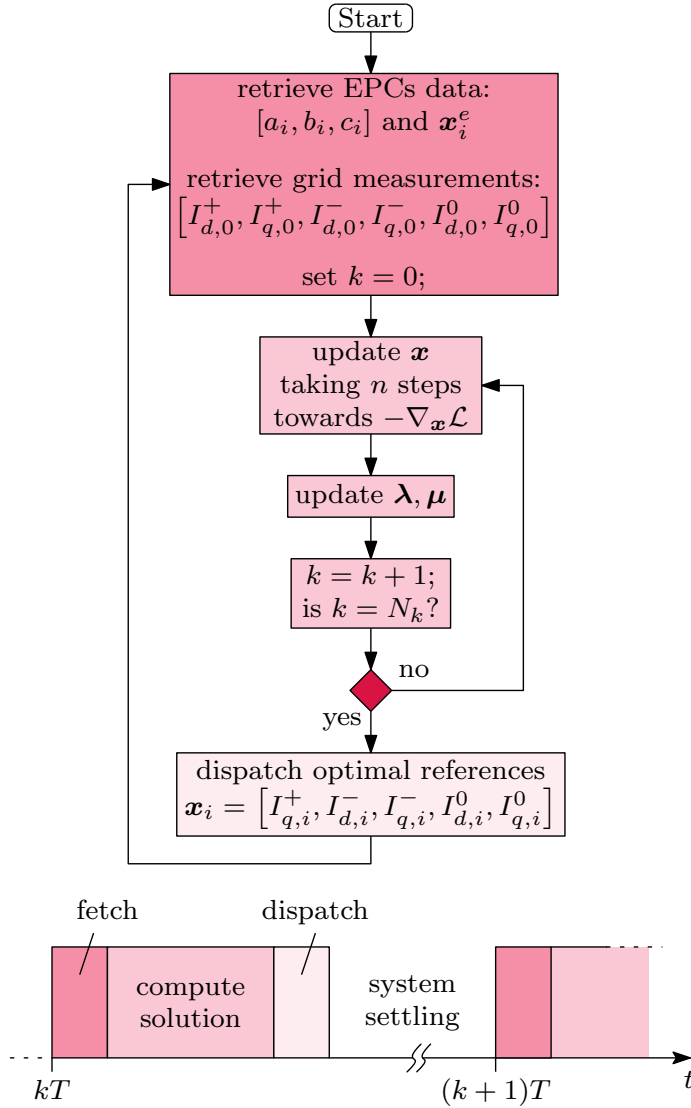 Start
retrieve EPCs data:
[a_i, b_i, c_i] and x_i^e
retrieve grid measurements:
[I_{d,0}^+, I_{q,0}^+, I_{d,0}^-, I_{q,0}^-, I_{d,0}^0, I_{q,0}^0]
set k = 0;
update x
taking n steps
towards −∇_x ℒ
update λ, μ
k = k + 1;
is k = N_k?
no
yes
dispatch optimal references
x_i = [I_{q,i}^+, I_{d,i}^-, I_{q,i}^-, I_{d,i}^0, I_{q,i}^0]
fetch
dispatch
compute
solution
system
settling
kT
(k + 1)T
t